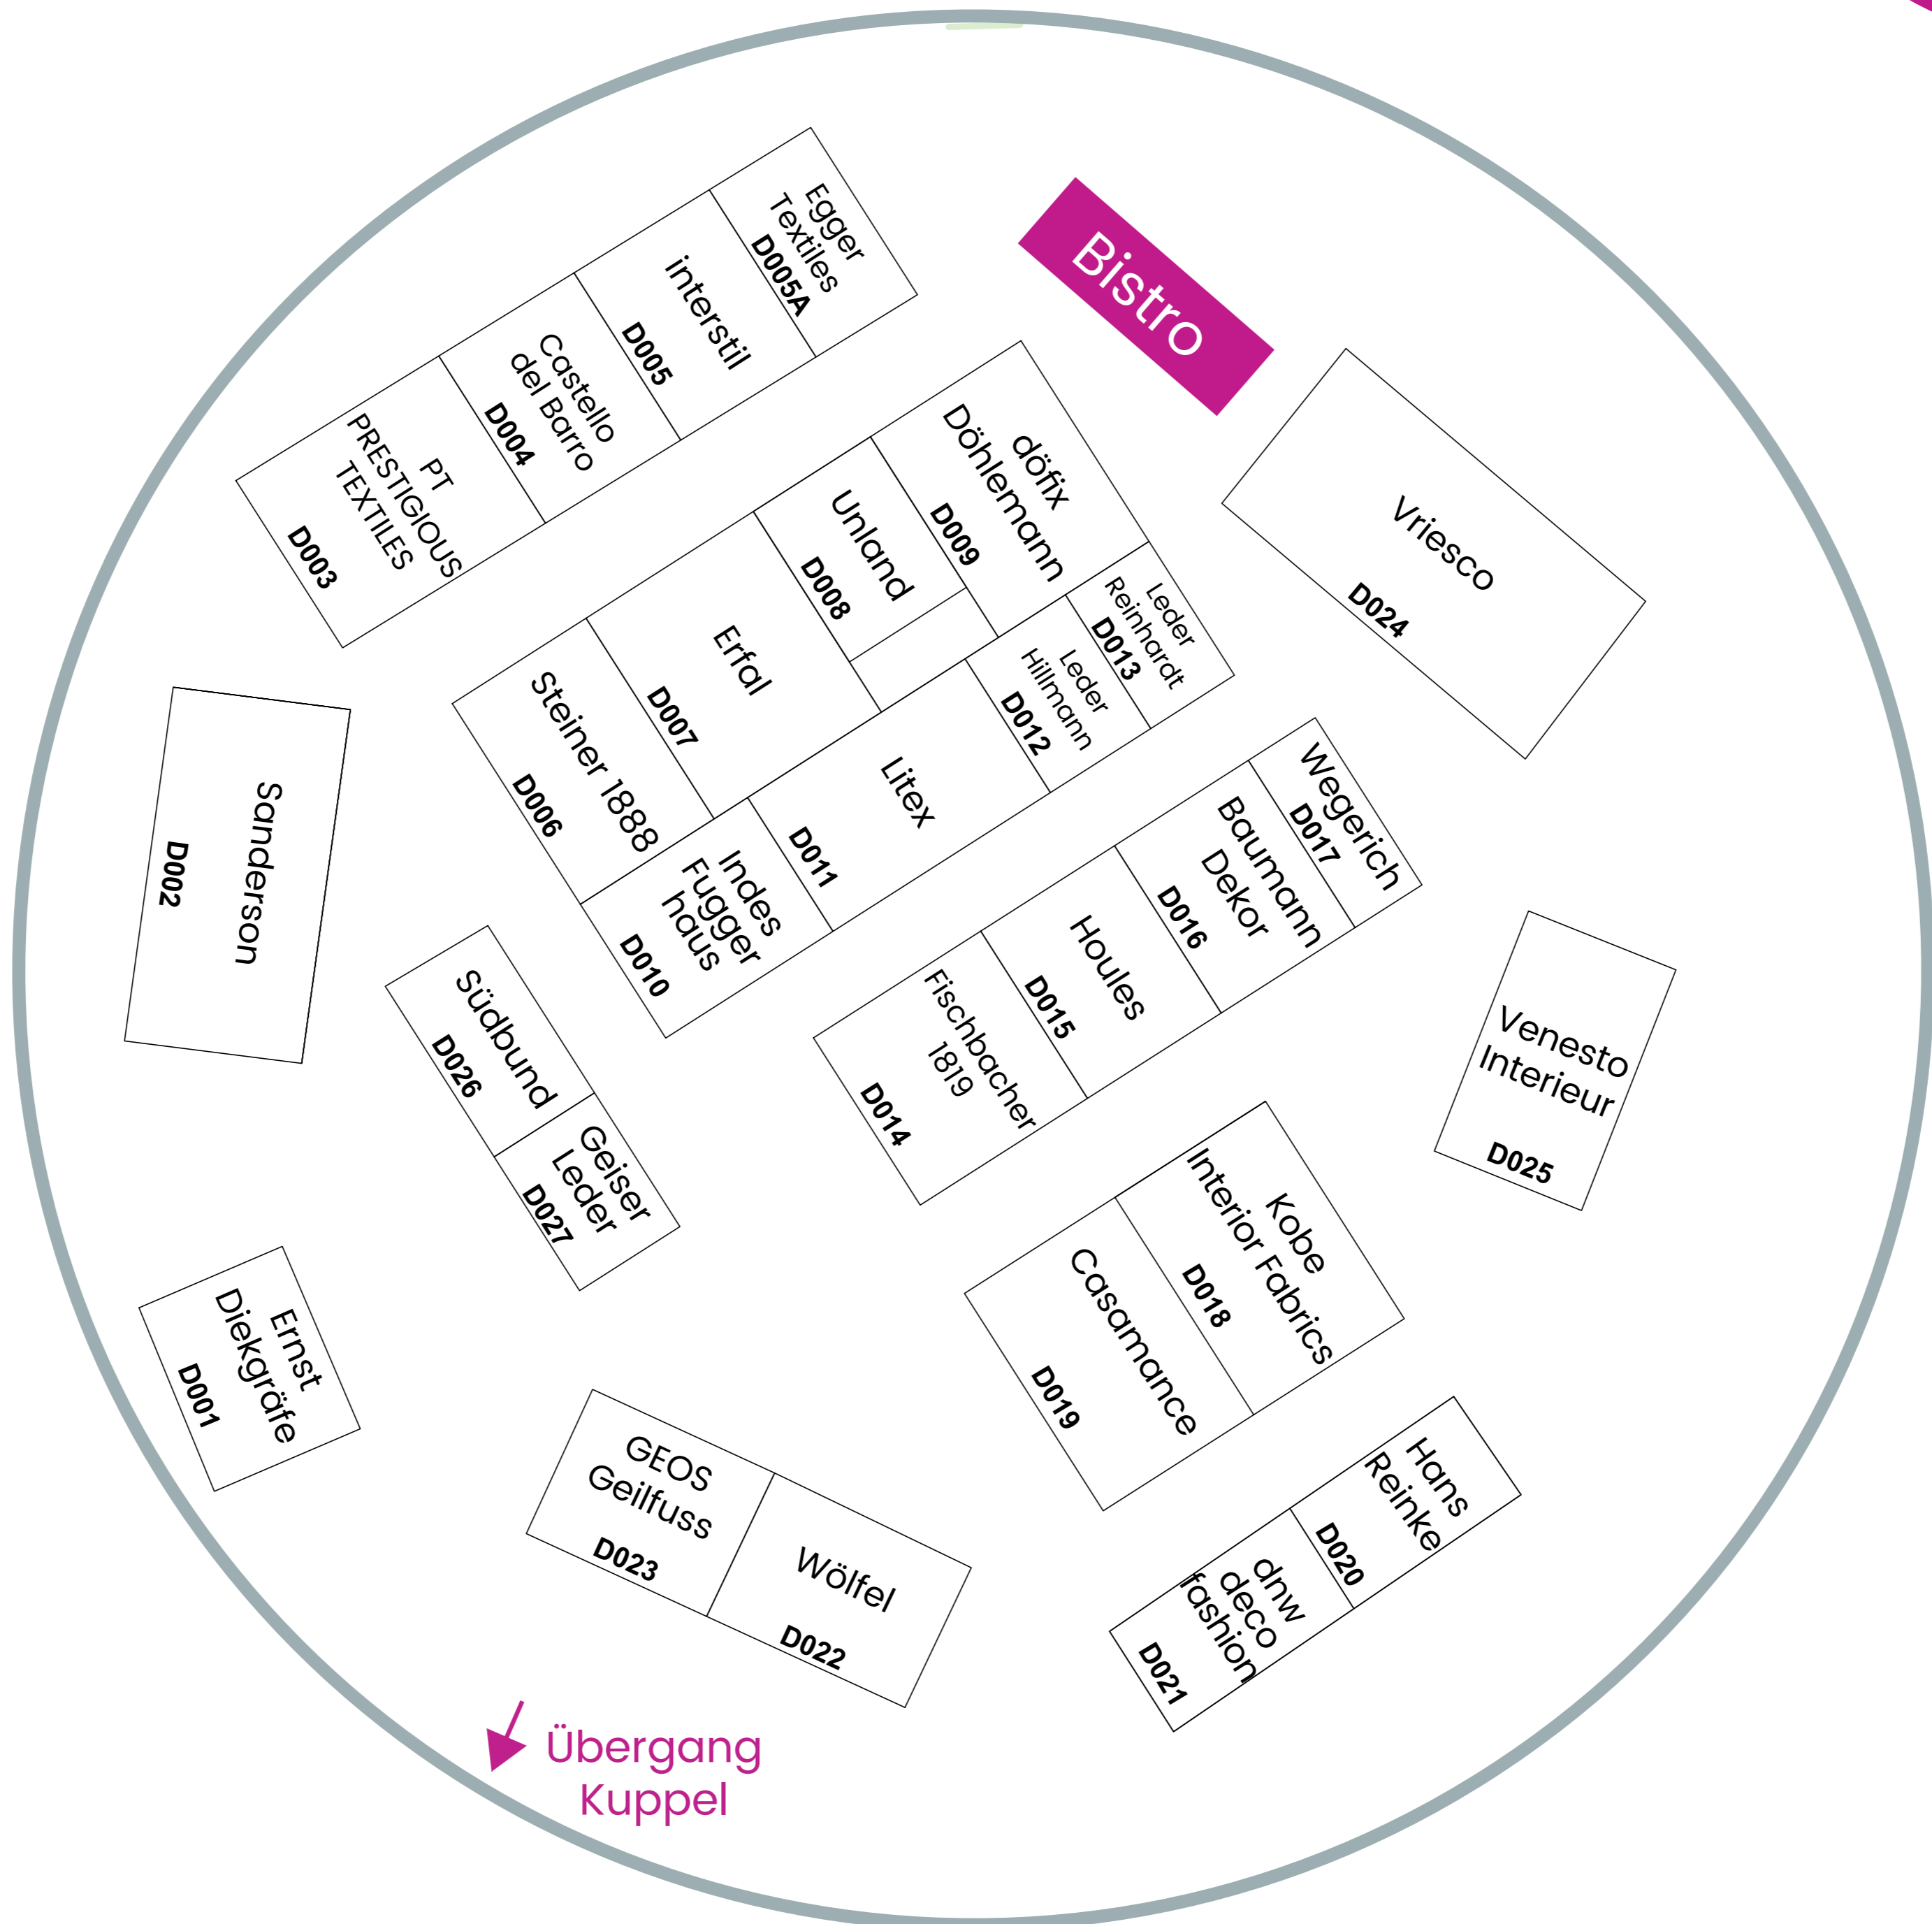 Egger
Textiles
D005A
interstil
D005
Castello
del Barro
D004
PT
PRESTIGIOUS
TEXTILES
D003
Bistro
döfix
Döhlemann
D009
Unland
D008
Erfal
D007
Steiner 1888
D006
Vriesco
D024
Leder
Reinhardt
D013
Leder
Hillmann
D012
Litex
D011
Indes
Fugger
haus
D010
Sanderson
D002
Wegerich
D017
Baumann
Dekor
D016
Houles
D015
Fischbacher
1819
D014
Südbund
D026
Geiser
Leder
D027
Venesto
Interieur
D025
Kobe
Interior Fabrics
D018
Casamance
D019
Ernst
Diekgräfe
D001
GEOS
Geilfuss
D023
Wölfel
D022
Hans
Reinke
D020
dnw
deco
fashion
D021
Übergang
Kuppel